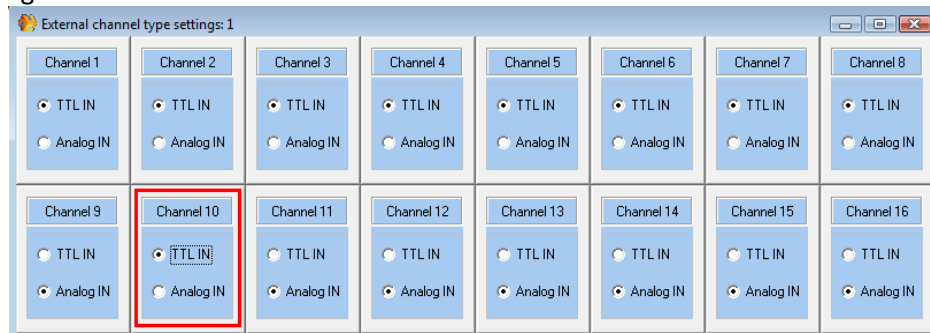 External channel type settings: 1
Channel 1 Channel 2 Channel 3 Channel 4 Channel 5 Channel 6 Channel 7 Channel 8
TTL IN TTL IN TTL IN TTL IN TTL IN TTL IN TTL IN TTL IN
Analog IN Analog IN Analog IN Analog IN Analog IN Analog IN Analog IN Analog IN
Channel 9 Channel 10 Channel 11 Channel 12 Channel 13 Channel 14 Channel 15 Channel 16
TTL IN TTL IN TTL IN TTL IN TTL IN TTL IN TTL IN TTL IN
Analog IN Analog IN Analog IN Analog IN Analog IN Analog IN Analog IN Analog IN